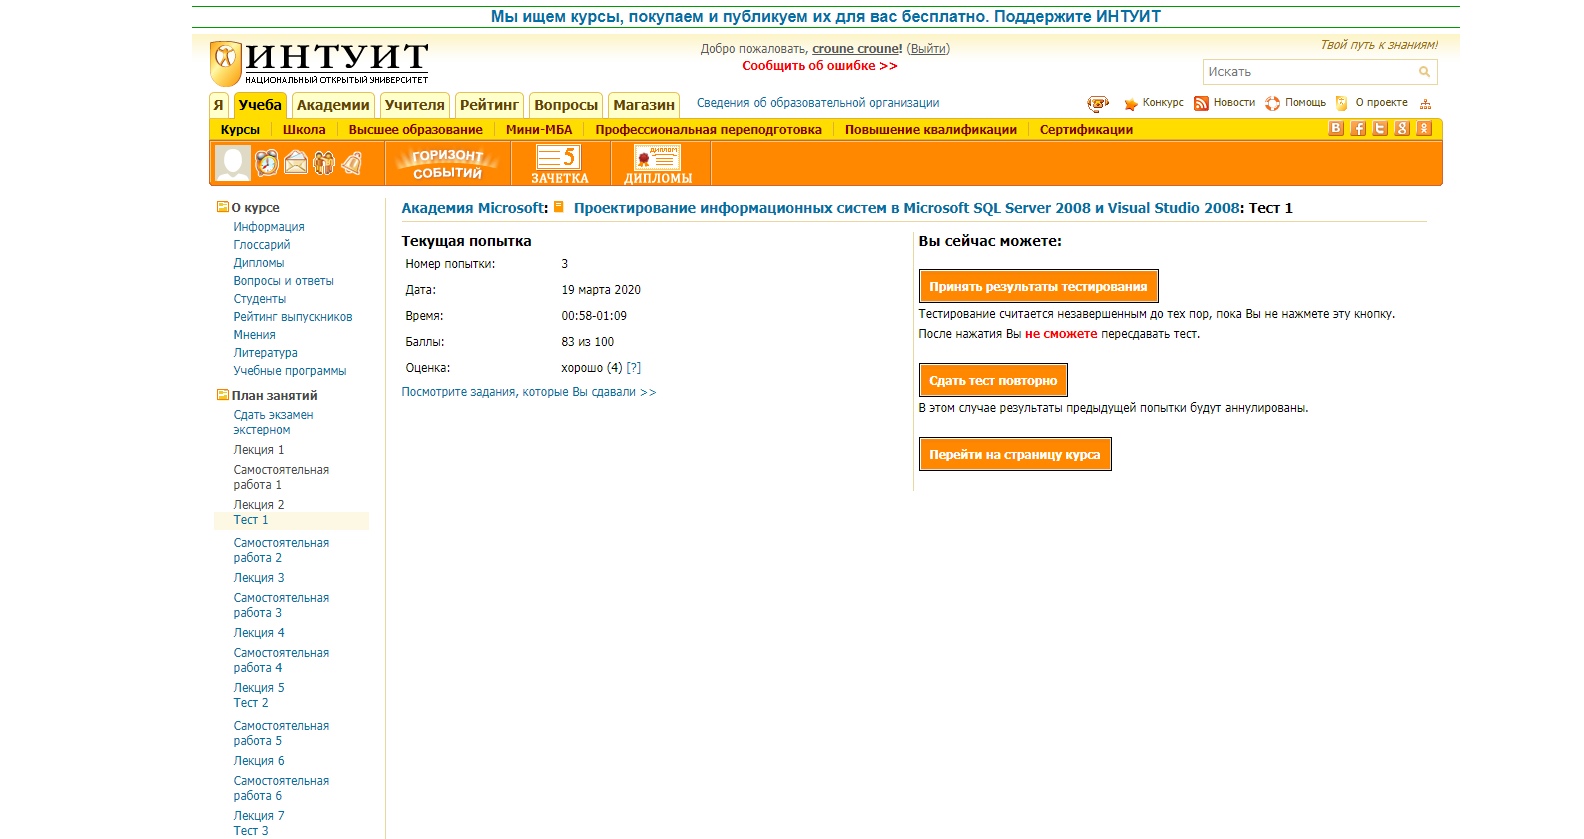 Мы ищем курсы, покупаем и публикуем их для вас бесплатно. Поддержите ИНТУИТ
ИНТУИТ
НАЦИОНАЛЬНЫЙ ОТКРЫТЫЙ УНИВЕРСИТЕТ
Добро пожаловать, croune croune! (Выйти)
Сообщить об ошибке >>
Твой путь к знаниям!
Искать
Я Учеба Академии Учителя Рейтинг Вопросы Магазин Сведения об образовательной организации Конкурс Новости Помощь О проекте
Курсы Школа Высшее образование Мини-МБА Профессиональная переподготовка Повышение квалификации Сертификации
ГОРИЗОНТ
СОБЫТИЙ
5
ЗАЧЕТКА
ДИПЛОМ
ДИПЛОМЫ
О курсе
Информация
Глоссарий
Дипломы
Вопросы и ответы
Студенты
Рейтинг выпускников
Мнения
Литература
Учебные программы
План занятий
Сдать экзамен
экстерном
Лекция 1
Самостоятельная
работа 1
Лекция 2
Тест 1
Самостоятельная
работа 2
Лекция 3
Самостоятельная
работа 3
Лекция 4
Самостоятельная
работа 4
Лекция 5
Тест 2
Самостоятельная
работа 5
Лекция 6
Самостоятельная
работа 6
Лекция 7
Тест 3
Академия Microsoft: Проектирование информационных систем в Microsoft SQL Server 2008 и Visual Studio 2008: Тест 1
Текущая попытка
Номер попытки: 3
Дата: 19 марта 2020
Время: 00:58-01:09
Баллы: 83 из 100
Оценка: хорошо (4) [?]
Посмотрите задания, которые Вы сдавали >>
Вы сейчас можете:
Принять результаты тестирования
Тестирование считается незавершенным до тех пор, пока Вы не нажмете эту кнопку.
После нажатия Вы не сможете пересдавать тест.
Сдать тест повторно
В этом случае результаты предыдущей попытки будут аннулированы.
Перейти на страницу курса